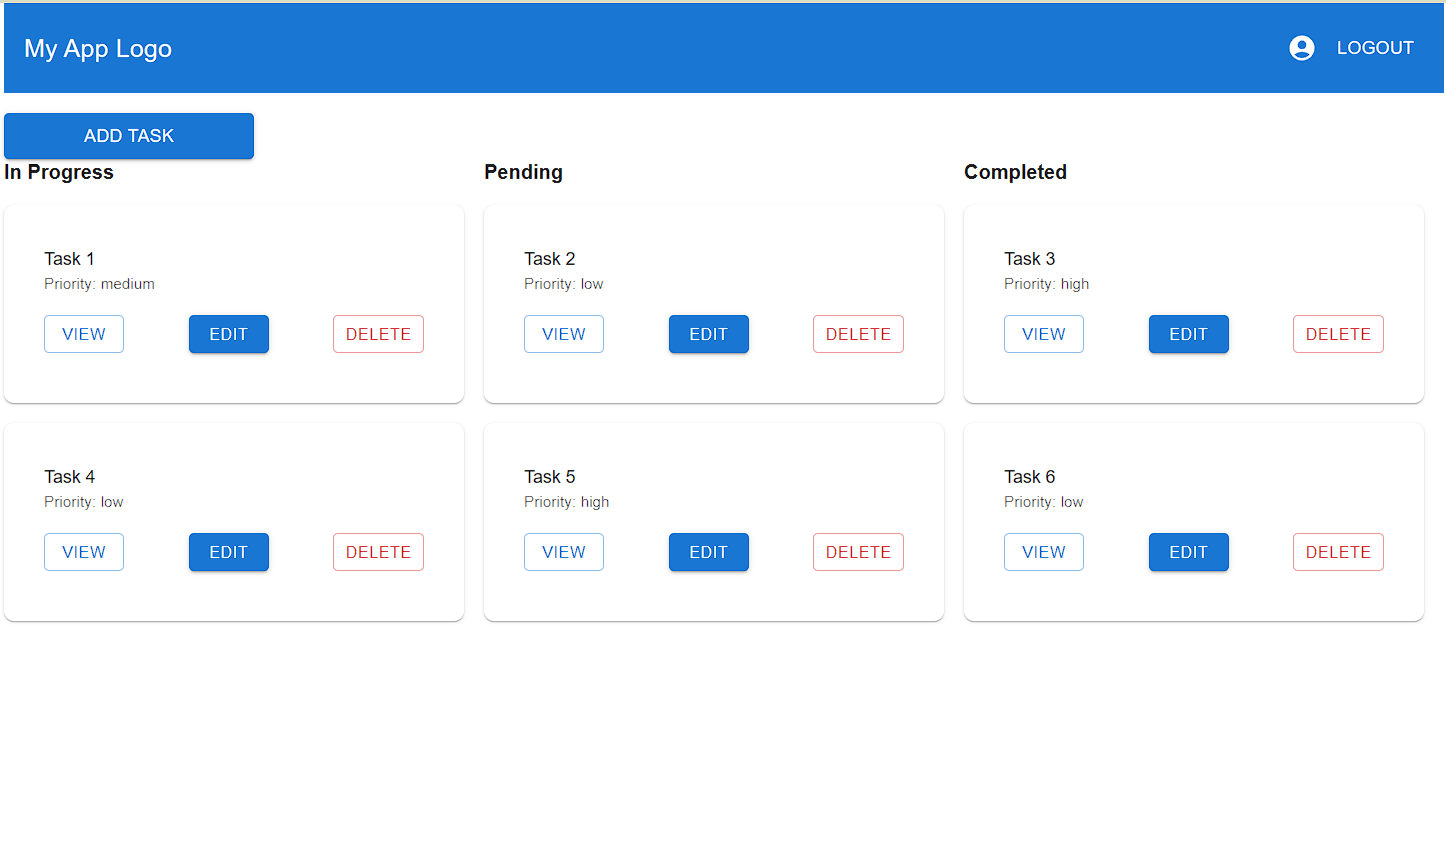 My App Logo
LOGOUT
ADD TASK
In Progress
Pending
Completed
Task 1
Priority: medium
VIEW
EDIT
DELETE
Task 2
Priority: low
VIEW
EDIT
DELETE
Task 3
Priority: high
VIEW
EDIT
DELETE
Task 4
Priority: low
VIEW
EDIT
DELETE
Task 5
Priority: high
VIEW
EDIT
DELETE
Task 6
Priority: low
VIEW
EDIT
DELETE